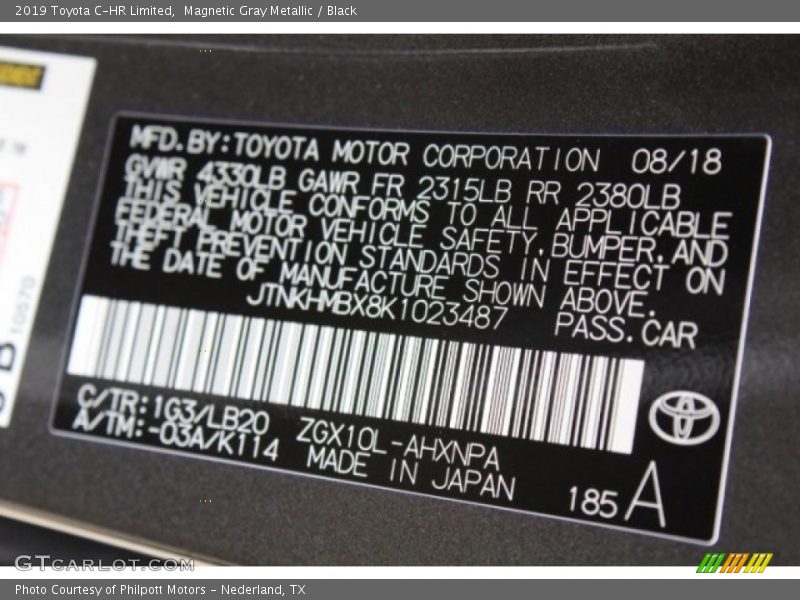 2019 Toyota C-HR Limited, Magnetic Gray Metallic / Black
MFD. BY: TOYOTA MOTOR CORPORATION 08/18
GVWR 4330LB GAWR FR 2315LB RR 2380LB
THIS VEHICLE CONFORMS TO ALL APPLICABLE
FEDERAL MOTOR VEHICLE SAFETY, BUMPER, AND
THEFT PREVENTION STANDARDS IN EFFECT ON
THE DATE OF MANUFACTURE SHOWN ABOVE.
JTNKHMBX8K1023487 PASS. CAR
C/TR: 1G3/LB20 ZGX10L-AHXNPA
A/TM: -03A/K114 MADE IN JAPAN
185 A
10570
B
GTCARLOT.COM
Photo Courtesy of Philpott Motors - Nederland, TX